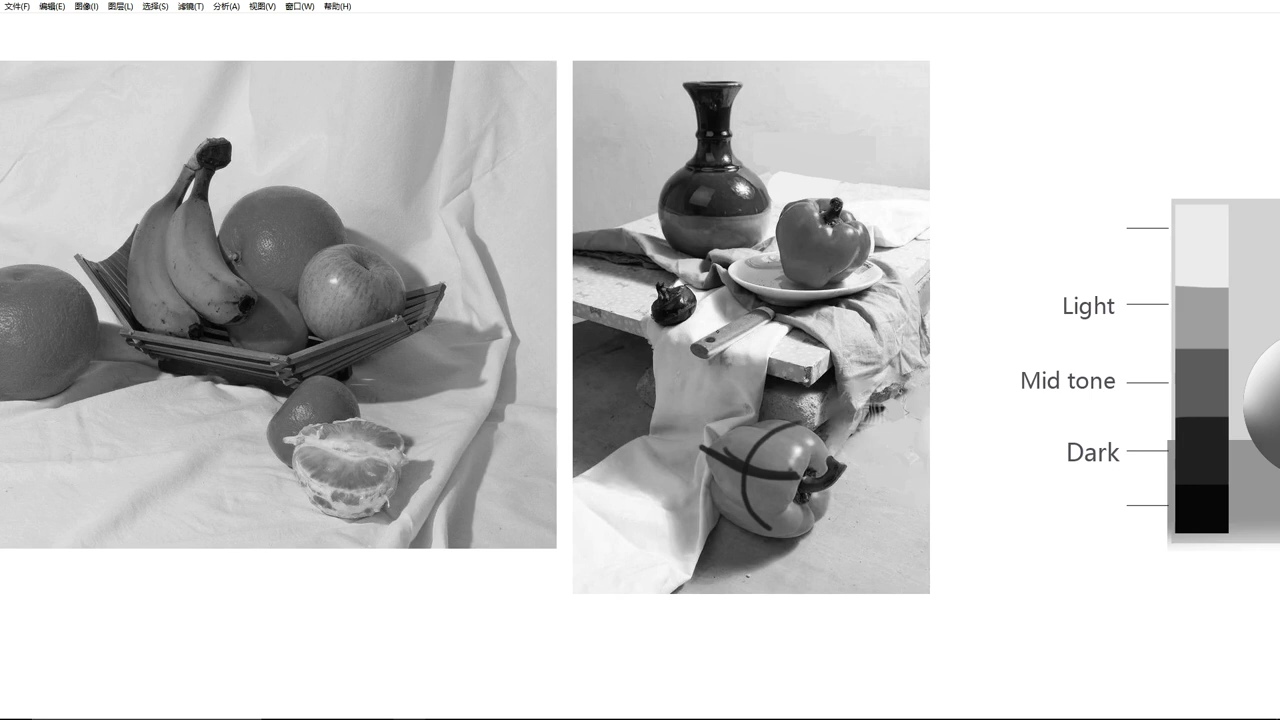 文件(F) 编辑(E) 图像(I) 图层(L) 选择(S) 滤镜(T) 分析(A) 视图(V) 窗口(W) 帮助(H)
Light
Mid tone
Dark